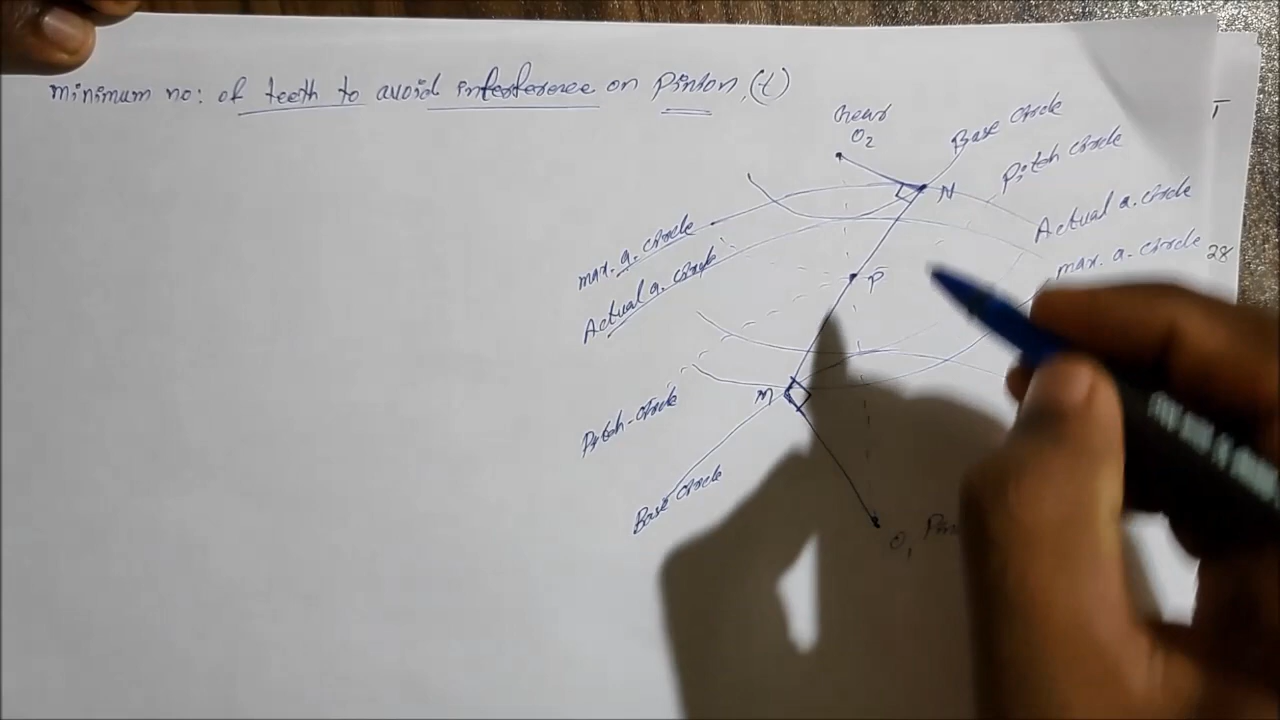 minimum no: of teeth to avoid interference on Pinion, (t)
Gear
O2
Base Circle
Pitch Circle
N
Actual a. circle
max. a. circle
max. a. circle
28
Actual a. circle
P
Pitch-circle
M
Base Circle
O1